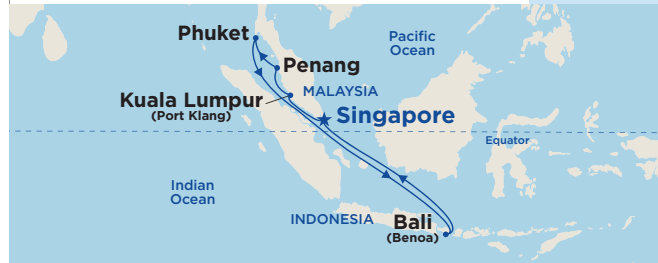 Phuket
Pacific
Ocean
Penang
MALAYSIA
Kuala Lumpur
(Port Klang)
Singapore
Equator
Indian
Ocean
INDONESIA
Bali
(Benoa)